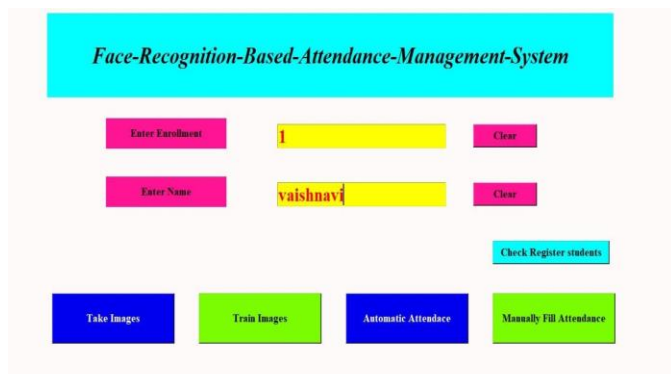 Face-Recognition-Based-Attendance-Management-System
Enter Enrollment
1
Clear
Enter Name
vaishnavi
Clear
Check Register students
Take Images
Train Images
Automatic Attendace
Manually Fill Attendance